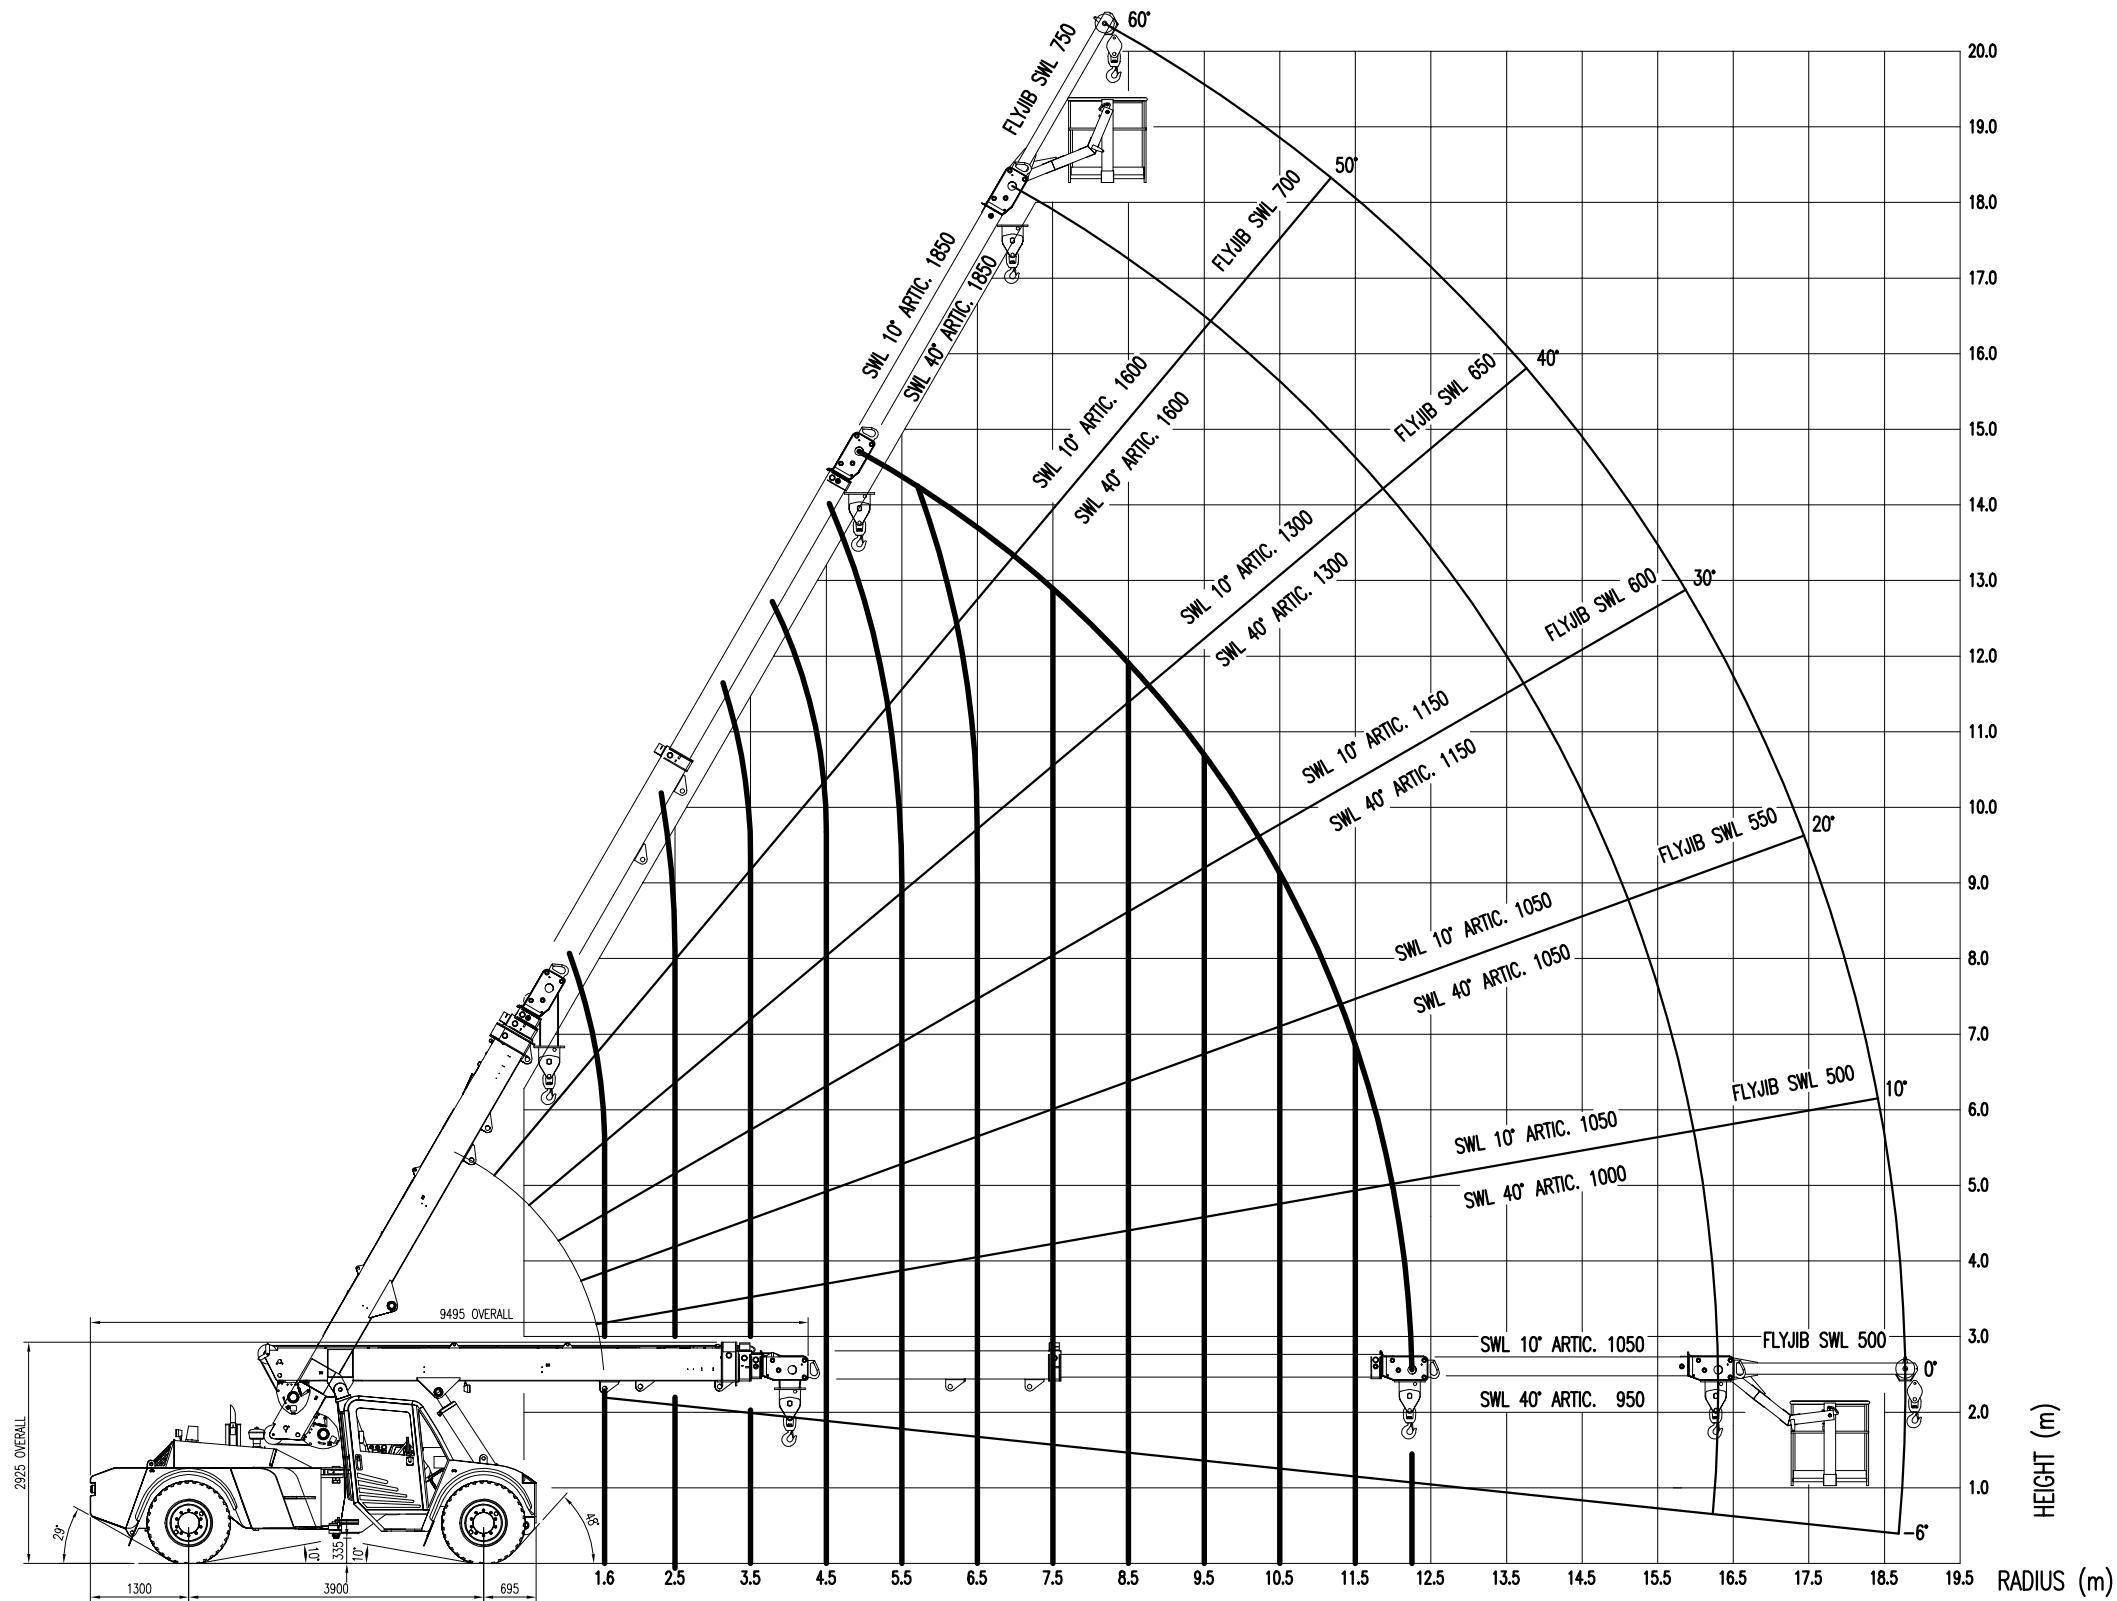 60°
FLYJIB SWL 750
20.0
19.0
50°
FLYJIB SWL 700
18.0
SWL 10° ARTIC. 1850
SWL 40° ARTIC. 1850
17.0
40°
FLYJIB SWL 650
16.0
SWL 10° ARTIC. 1600
SWL 40° ARTIC. 1600
15.0
14.0
SWL 10° ARTIC. 1300
SWL 40° ARTIC. 1300
30°
FLYJIB SWL 600
13.0
12.0
SWL 10° ARTIC. 1150
SWL 40° ARTIC. 1150
11.0
10.0
20°
FLYJIB SWL 550
9.0
SWL 10° ARTIC. 1050
SWL 40° ARTIC. 1050
8.0
7.0
10°
FLYJIB SWL 500
6.0
SWL 10° ARTIC. 1050
SWL 40° ARTIC. 1000
5.0
4.0
9495 OVERALL
3.0
SWL 10° ARTIC. 1050
FLYJIB SWL 500
0°
SWL 40° ARTIC. 950
2.0
HEIGHT (m)
2925 OVERALL
1.0
-6°
29°
10°
335
10°
48°
1300
3900
695
1.6 2.5 3.5 4.5 5.5 6.5 7.5 8.5 9.5 10.5 11.5 12.5 13.5 14.5 15.5 16.5 17.5 18.5 19.5 RADIUS (m)